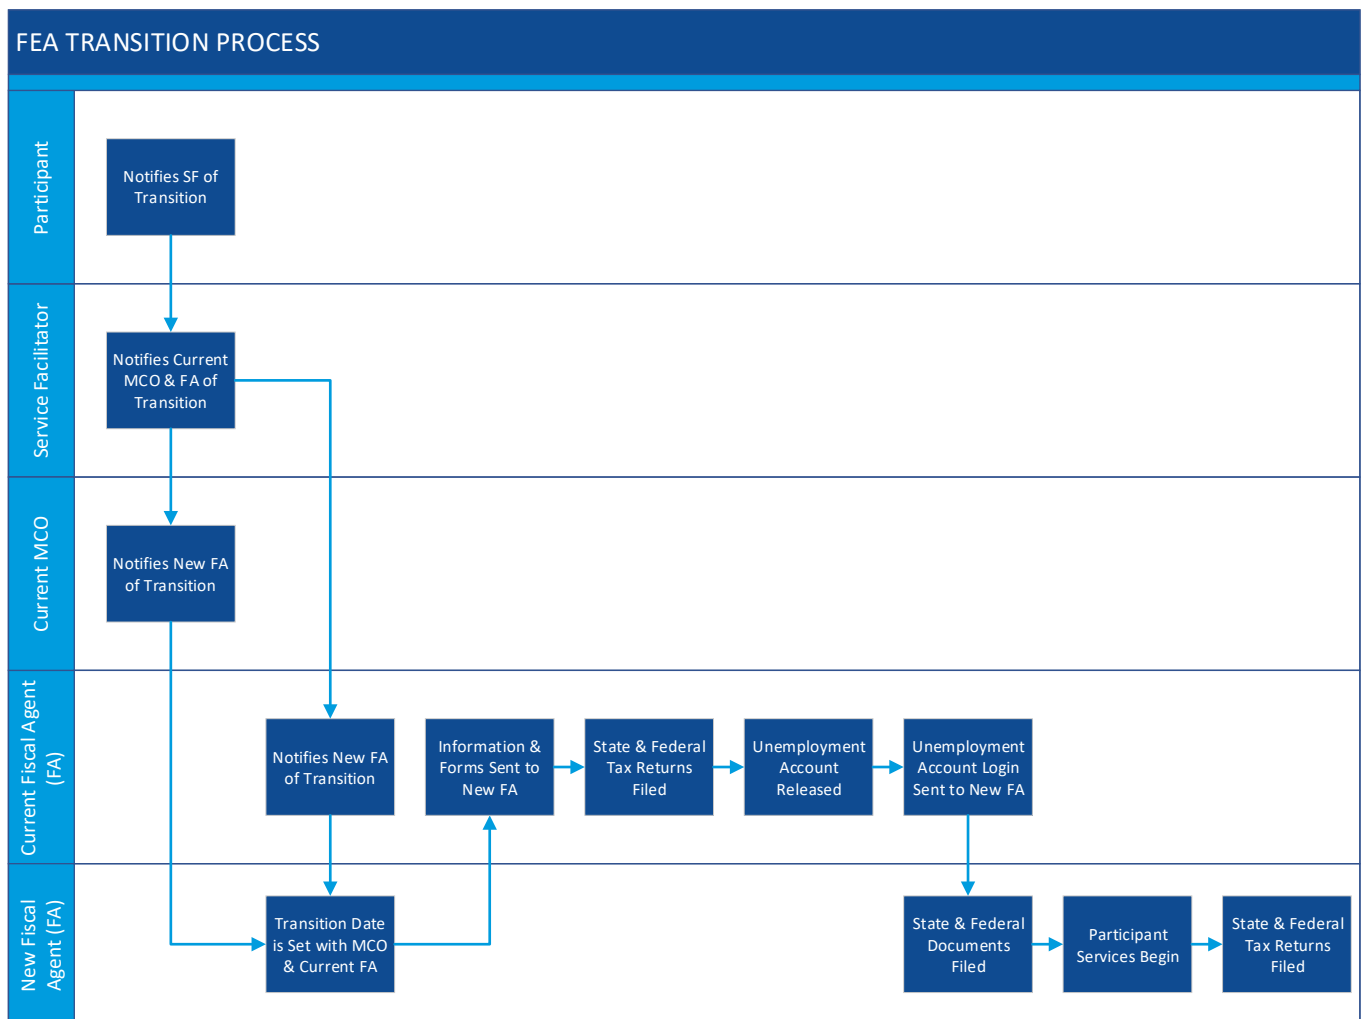 FEA TRANSITION PROCESS
Participant
Notifies SF of
Transition
Service Facilitator
Notifies Current
MCO & FA of
Transition
Current MCO
Notifies New FA
of Transition
Current Fiscal Agent
(FA)
Notifies New FA
of Transition
Information &
Forms Sent to
New FA
State & Federal
Tax Returns
Filed
Unemployment
Account
Released
Unemployment
Account Login
Sent to New FA
New Fiscal
Agent (FA)
Transition Date
is Set with MCO
& Current FA
State & Federal
Documents
Filed
Participant
Services Begin
State & Federal
Tax Returns
Filed